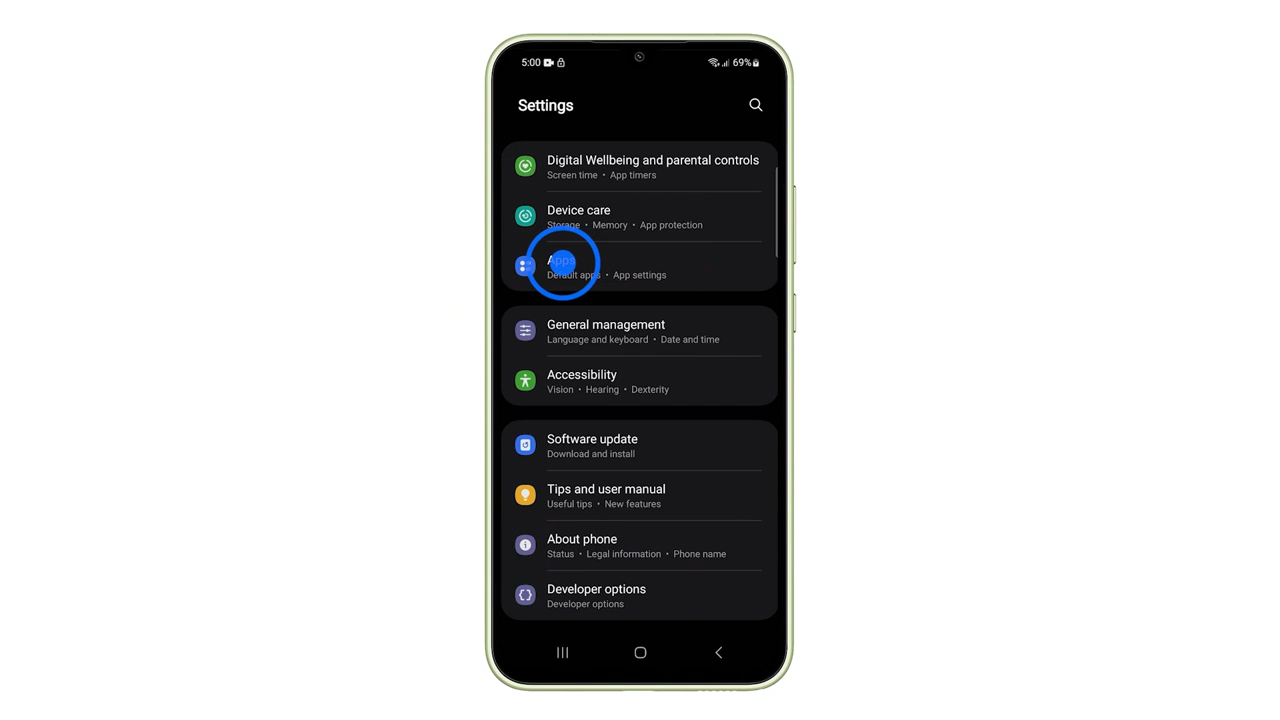 5:00
69%
Settings
Digital Wellbeing and parental controls
Screen time • App timers
Device care
Storage • Memory • App protection
Apps
Default apps • App settings
General management
Language and keyboard • Date and time
Accessibility
Vision • Hearing • Dexterity
Software update
Download and install
Tips and user manual
Useful tips • New features
About phone
Status • Legal information • Phone name
Developer options
Developer options